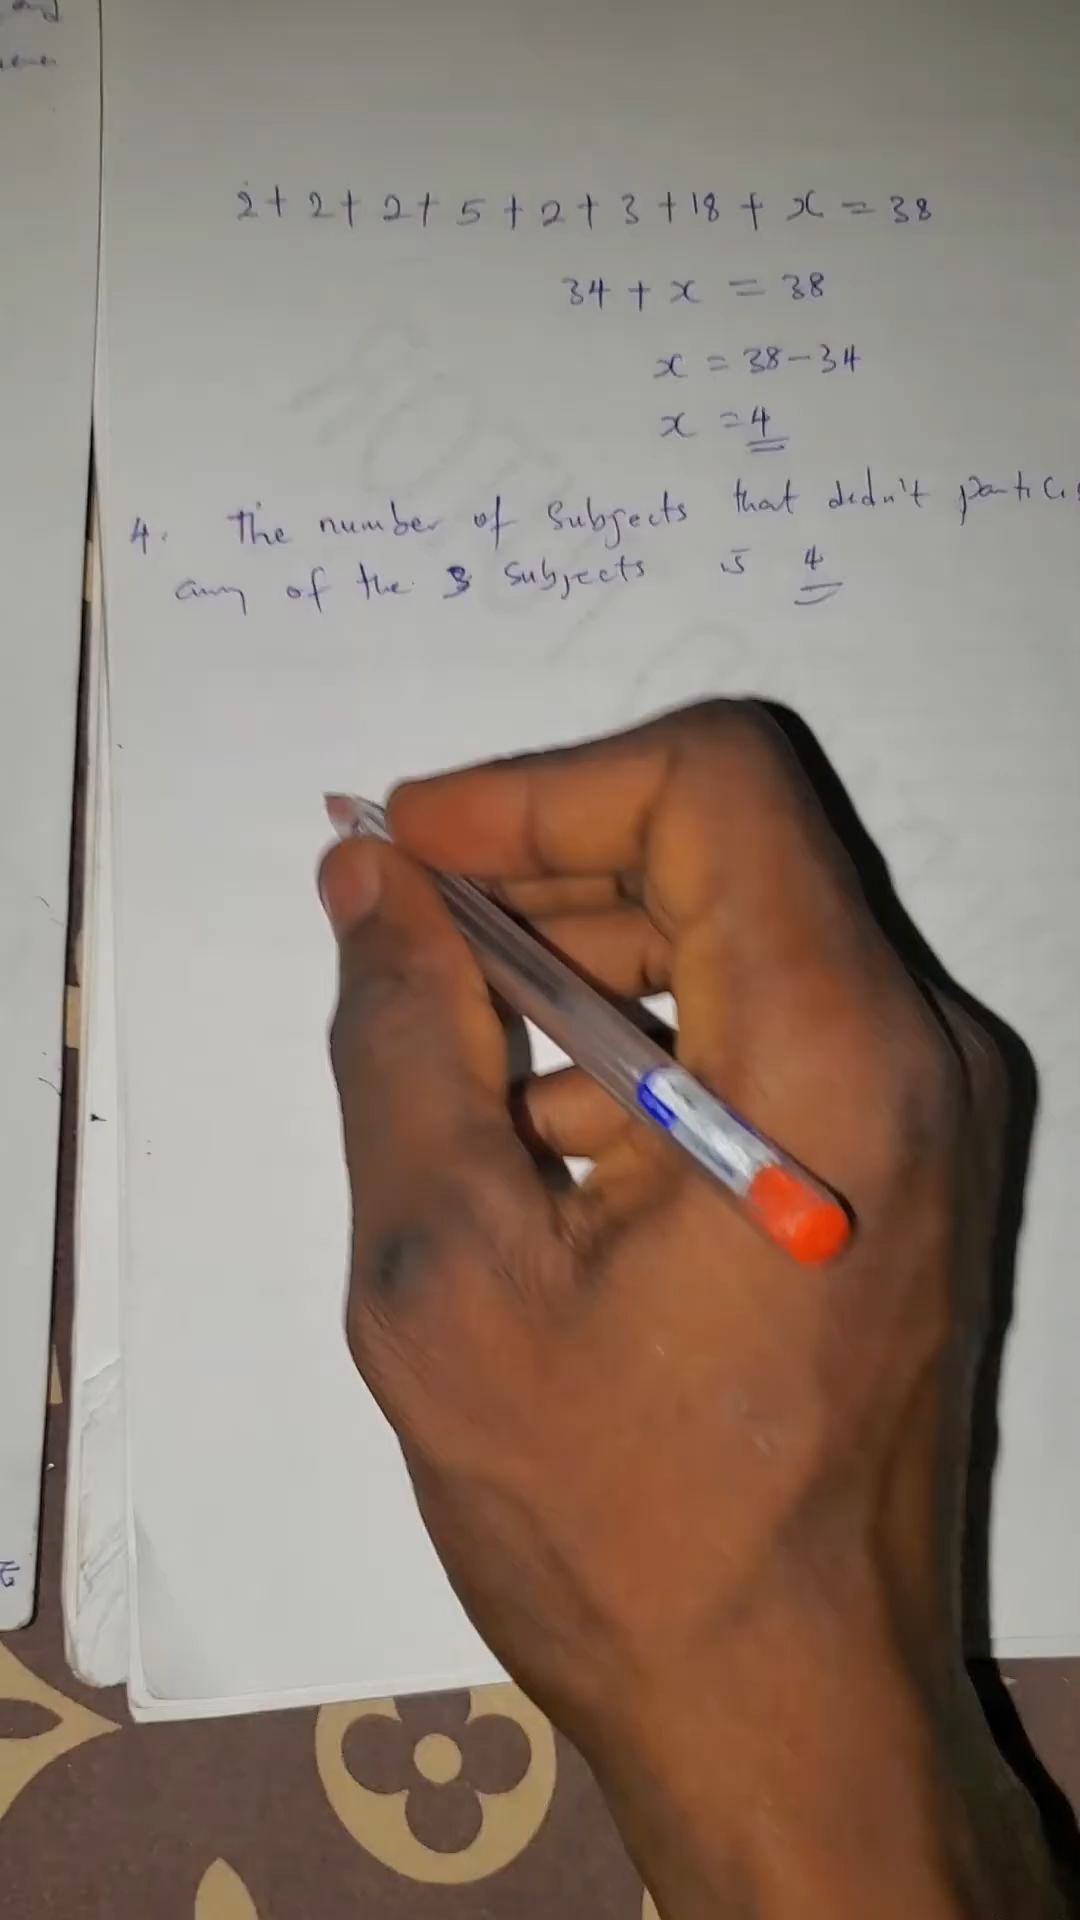 2 + 2 + 2 + 5 + 2 + 3 + 18 + x = 38
34 + x = 38
x = 38 - 34
x = 4
4. The number of Subjects that didn't partici
any of the 3 Subjects is 4